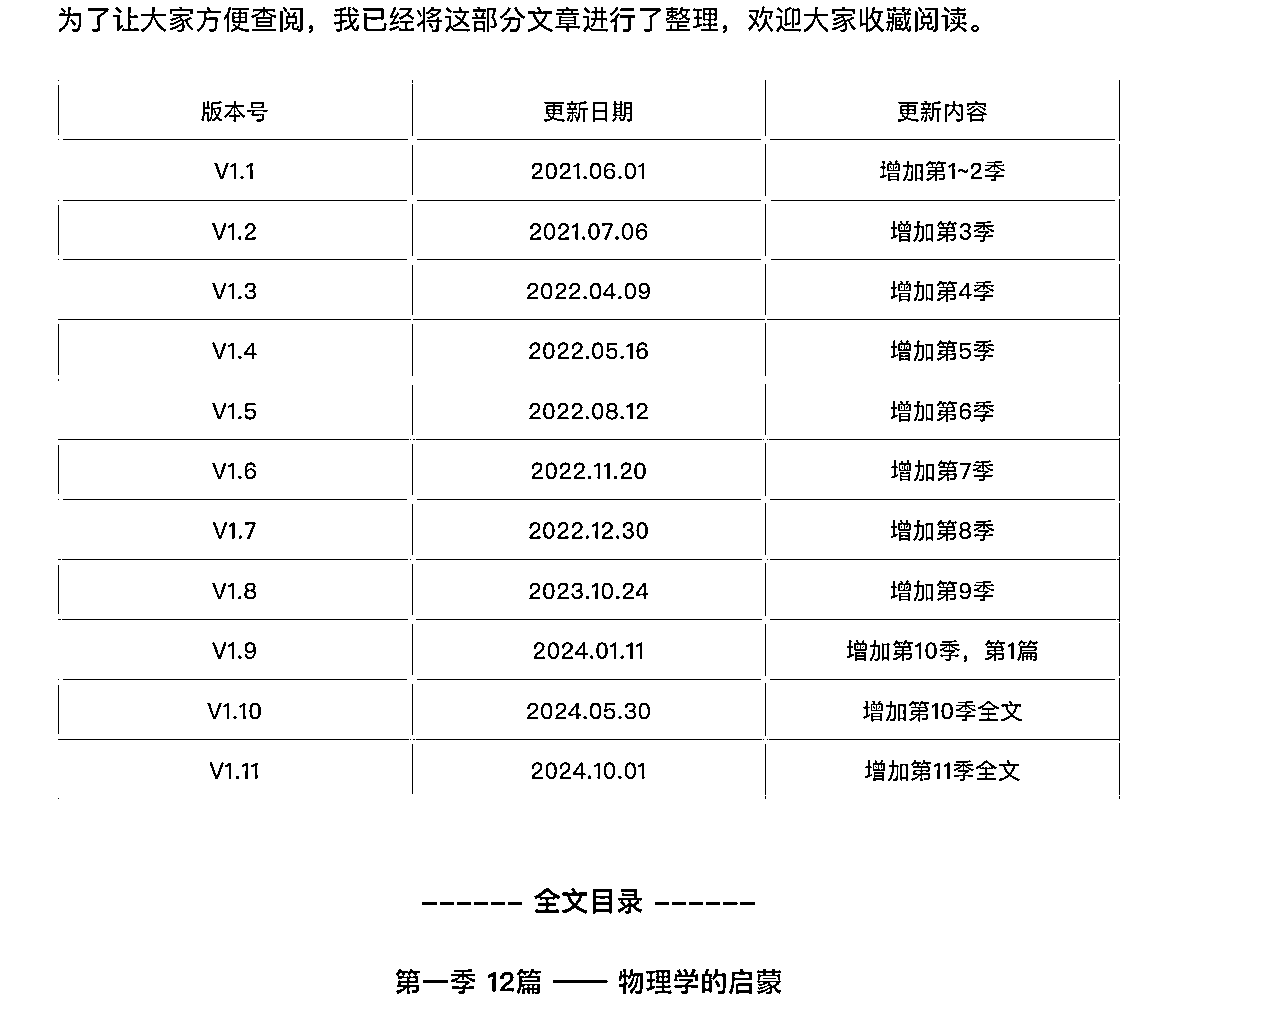 为了让大家方便查阅，我已经将这部分文章进行了整理，欢迎大家收藏阅读。
版本号 更新日期 更新内容
V1.1 2021.06.01 增加第1~2季
V1.2 2021.07.06 增加第3季
V1.3 2022.04.09 增加第4季
V1.4 2022.05.16 增加第5季
V1.5 2022.08.12 增加第6季
V1.6 2022.11.20 增加第7季
V1.7 2022.12.30 增加第8季
V1.8 2023.10.24 增加第9季
V1.9 2024.01.11 增加第10季，第1篇
V1.10 2024.05.30 增加第10季全文
V1.11 2024.10.01 增加第11季全文
------ 全文目录 ------
第一季 12篇 —— 物理学的启蒙